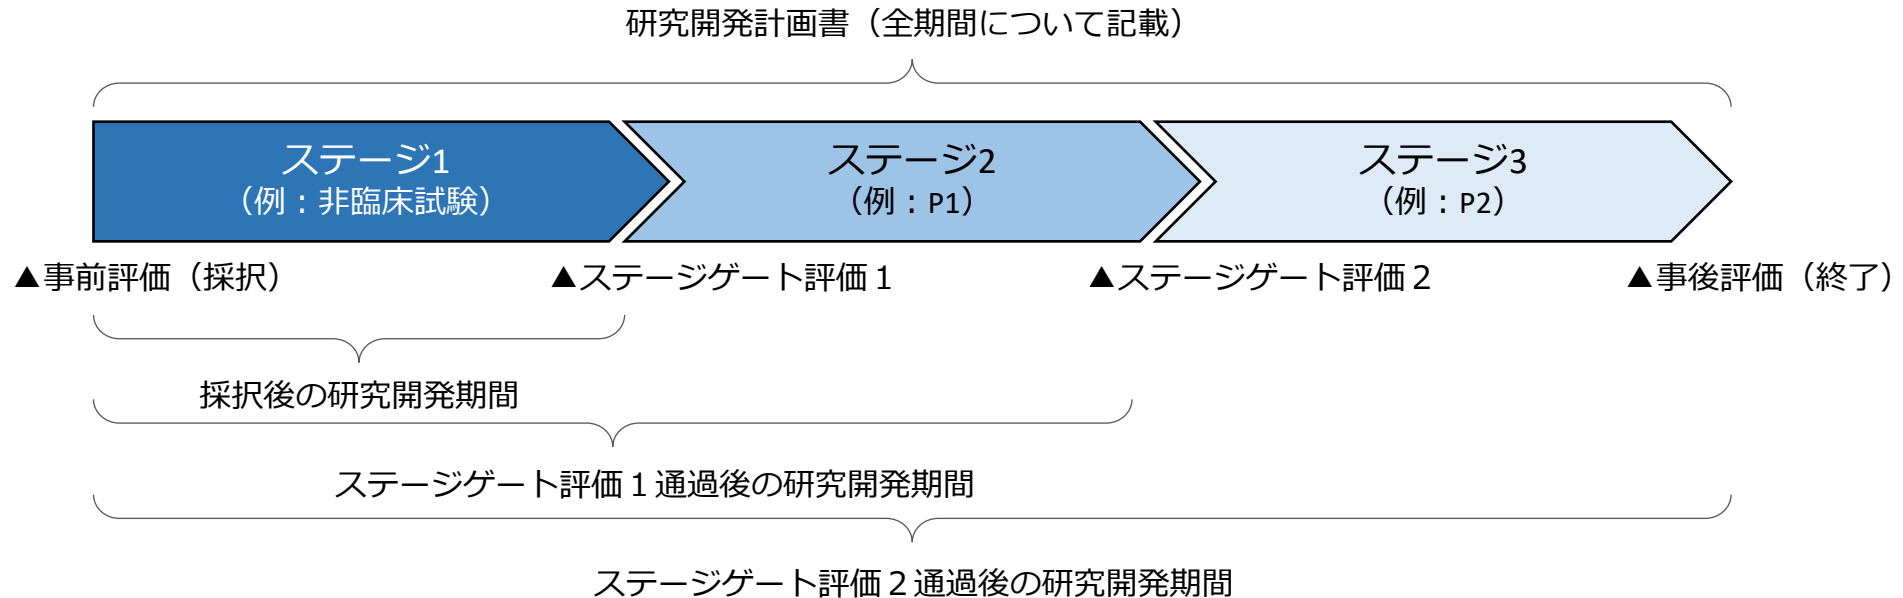 研究開発計画書（全期間について記載）
ステージ1
（例：非臨床試験）
ステージ2
（例：P1）
ステージ3
（例：P2）
▲事前評価（採択）
▲ステージゲート評価１
▲ステージゲート評価２
▲事後評価（終了）
採択後の研究開発期間
ステージゲート評価１通過後の研究開発期間
ステージゲート評価２通過後の研究開発期間